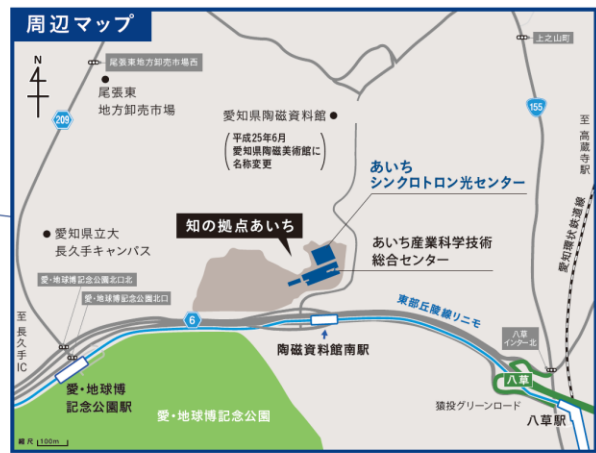 周辺マップ
N
尾張東地方卸売市場西
尾張東
地方卸売市場
209
上之山町
155
至 高蔵寺駅
愛知環状鉄道線
愛知県陶磁資料館
平成25年6月
愛知県陶磁美術館に
名称変更
あいち
シンクロトロン光センター
知の拠点あいち
あいち産業科学技術
総合センター
愛知県立大
長久手キャンパス
愛・地球博記念公園北口北
愛・地球博記念公園北口
至 長久手IC
6
東部丘陵線リニモ
陶磁資料館南駅
八草
インター北
八草
猿投グリーンロード
八草駅
愛・地球博
記念公園駅
愛・地球博記念公園
縮尺 100m